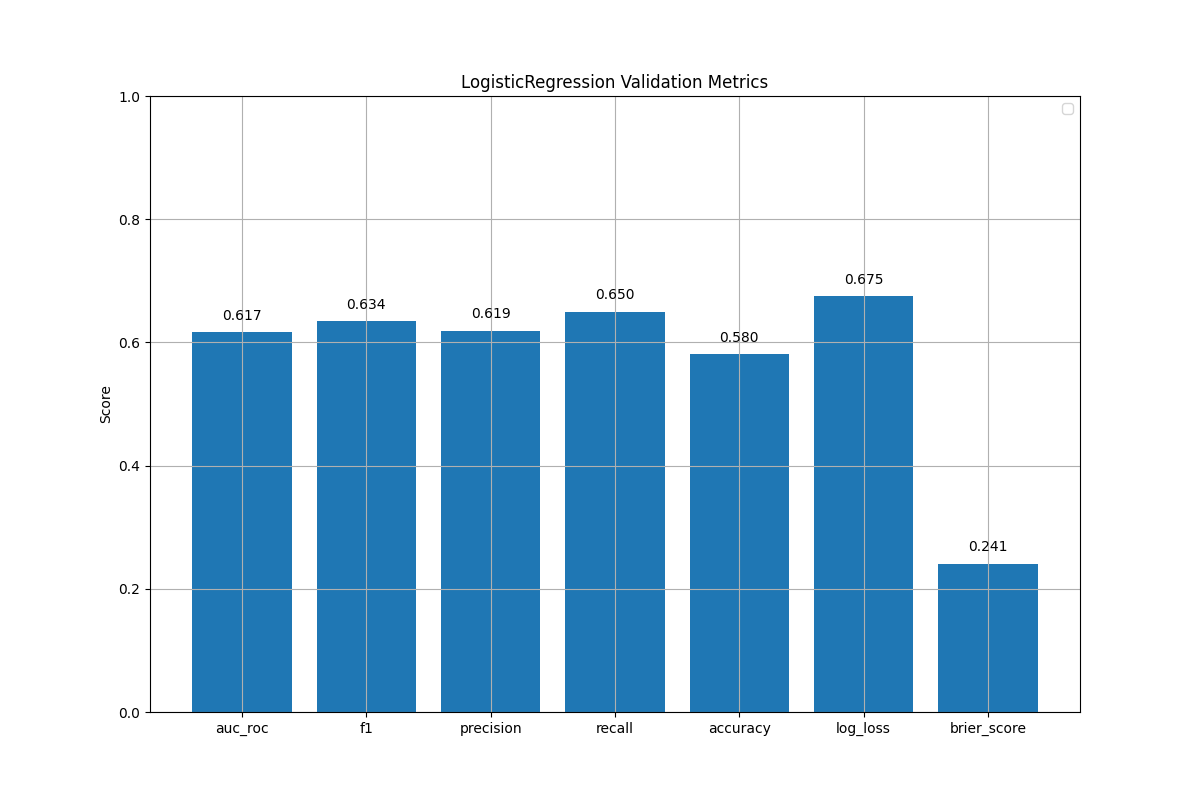 LogisticRegression Validation Metrics
1.0
0.8
0.6
0.4
0.2
0.0
Score
0.617
0.634
0.619
0.650
0.580
0.675
0.241
auc_roc
f1
precision
recall
accuracy
log_loss
brier_score